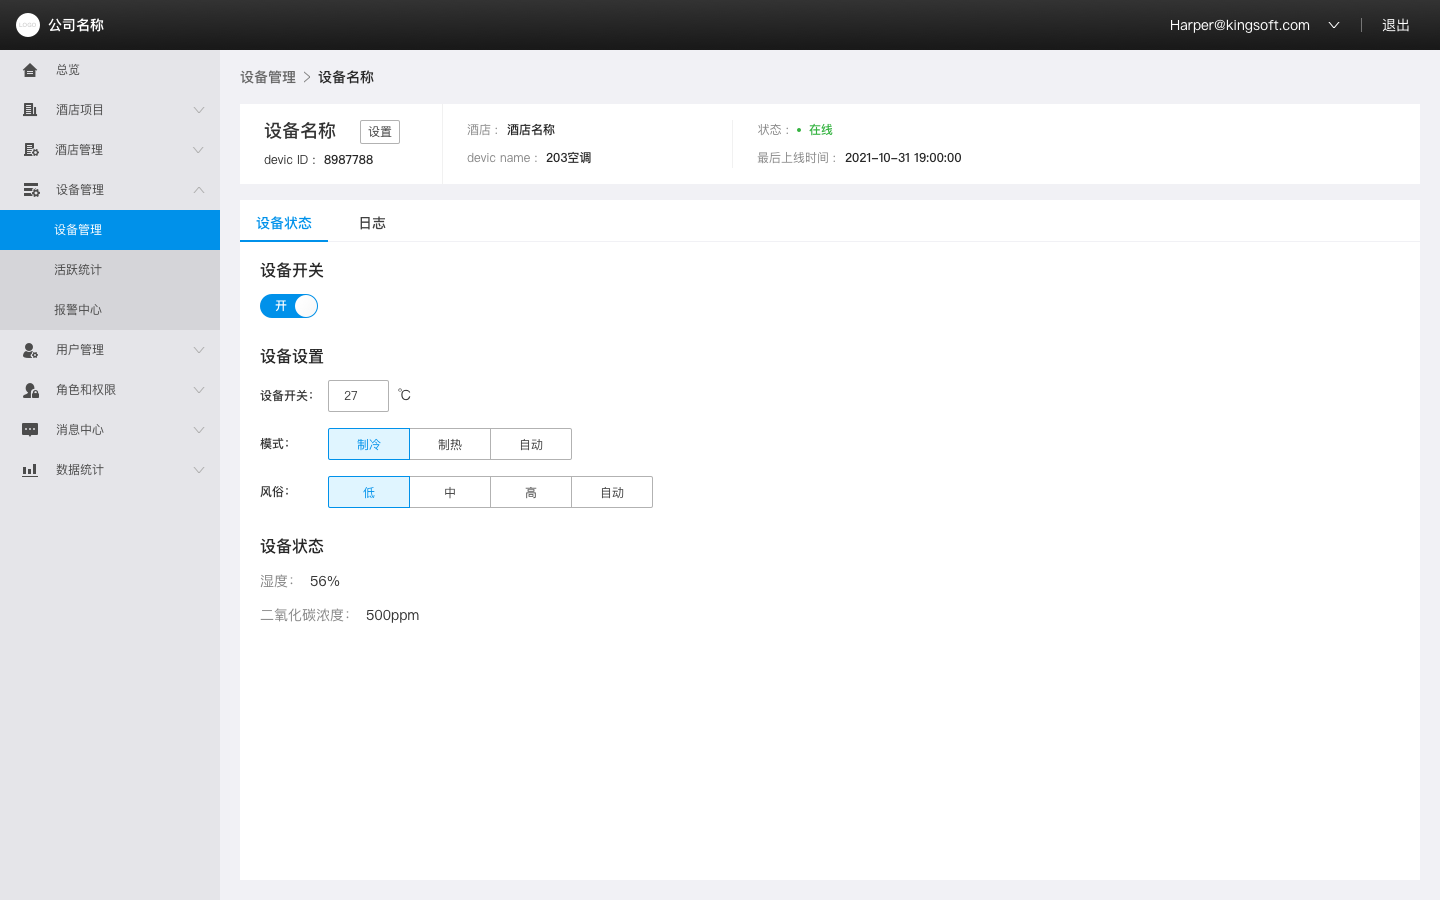 LOGO 公司名称
Harper@kingsoft.com
退出
总览
酒店项目
酒店管理
设备管理
设备管理
活跃统计
报警中心
用户管理
角色和权限
消息中心
数据统计
设备管理 > 设备名称
设备名称 设置
devic ID： 8987788
酒店： 酒店名称
devic name： 203空调
状态： • 在线
最后上线时间： 2021-10-31 19:00:00
设备状态 日志
设备开关
开
设备设置
设备开关： 27 ℃
模式： 制冷 制热 自动
风俗： 低 中 高 自动
设备状态
湿度： 56%
二氧化碳浓度： 500ppm